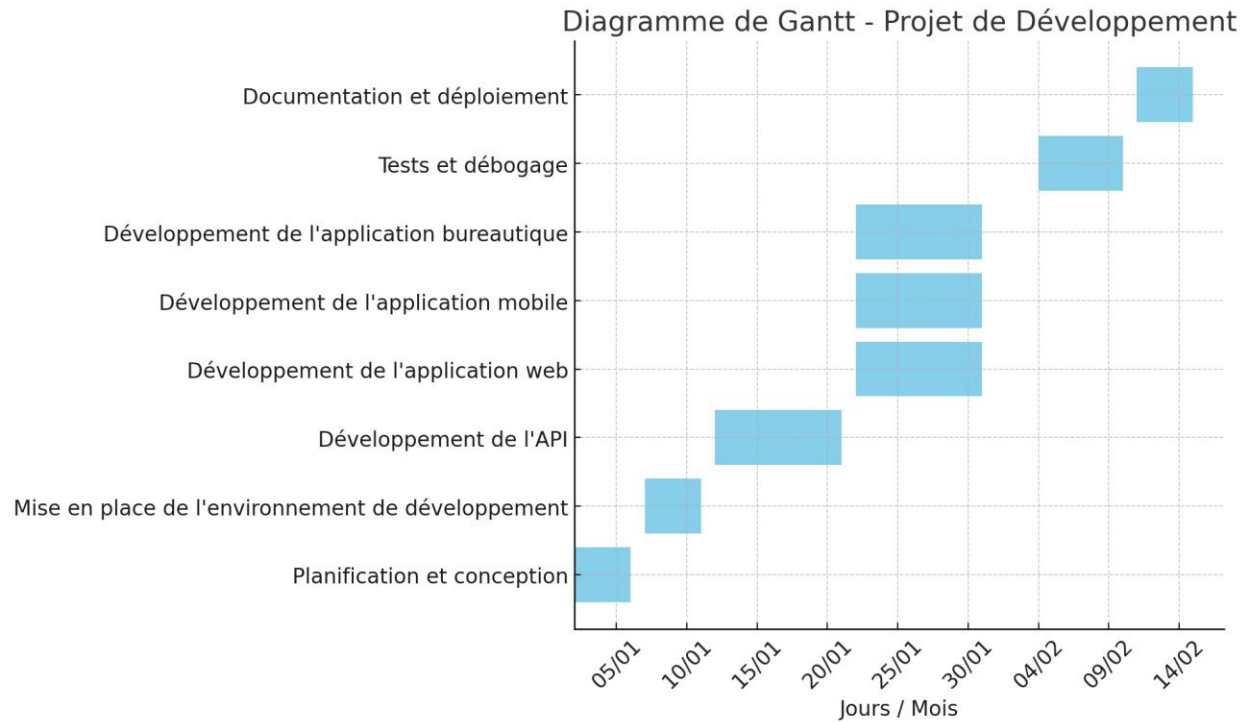 Diagramme de Gantt - Projet de Développement
Documentation et déploiement
Tests et débogage
Développement de l'application bureautique
Développement de l'application mobile
Développement de l'application web
Développement de l'API
Mise en place de l'environnement de développement
Planification et conception
05/01
10/01
15/01
20/01
25/01
30/01
04/02
09/02
14/02
Jours / Mois